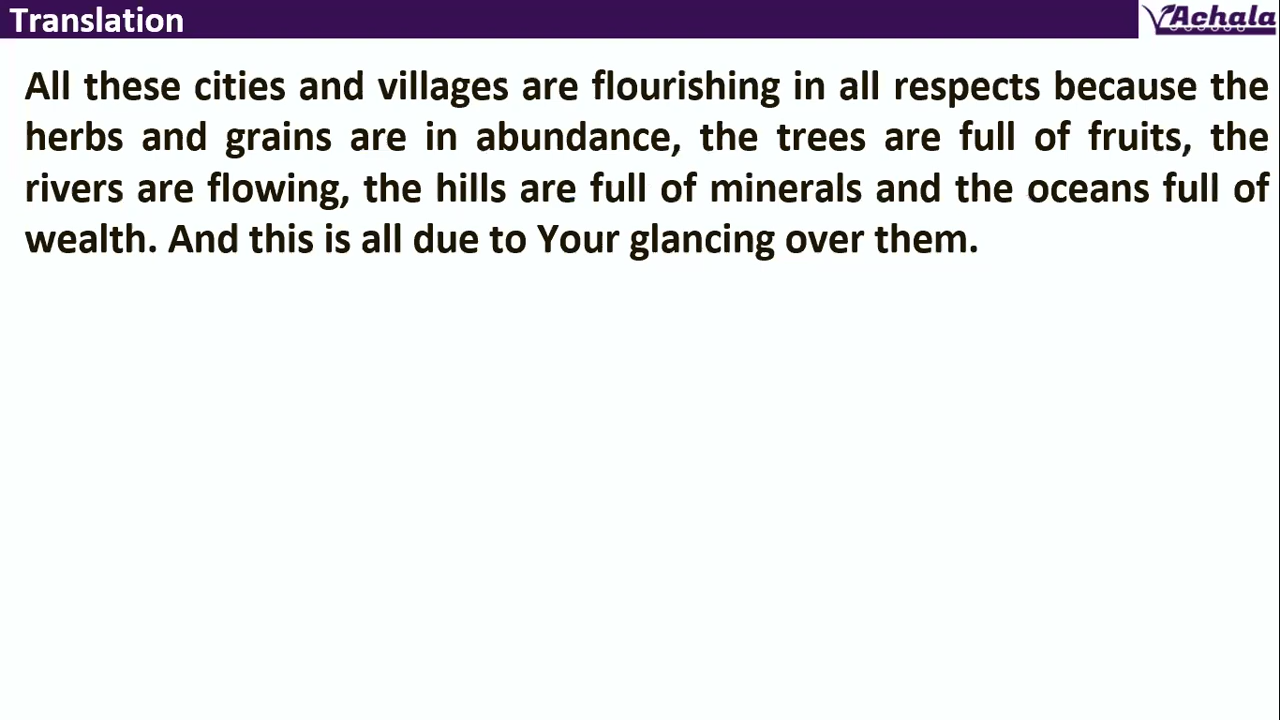 Translation
Achala
All these cities and villages are flourishing in all respects because the
herbs and grains are in abundance, the trees are full of fruits, the
rivers are flowing, the hills are full of minerals and the oceans full of
wealth. And this is all due to Your glancing over them.